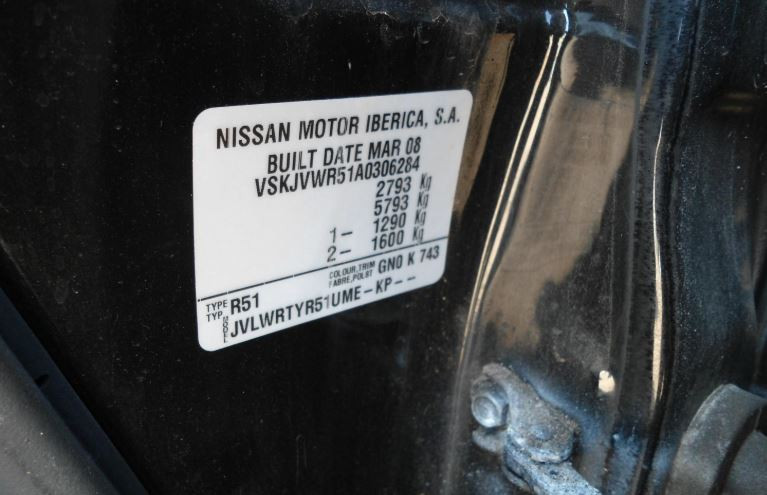 NISSAN MOTOR IBERICA, S.A.
BUILT DATE MAR 08
VSKJVWR51A0306284
2793 Kg
5793 Kg
1- 1290 Kg
2- 1600 Kg
TYPE TYP R51
COLOUR,TRIM FABRE,POLST GN0 K 743
MODEL JVLWRTYR51UME-KP--